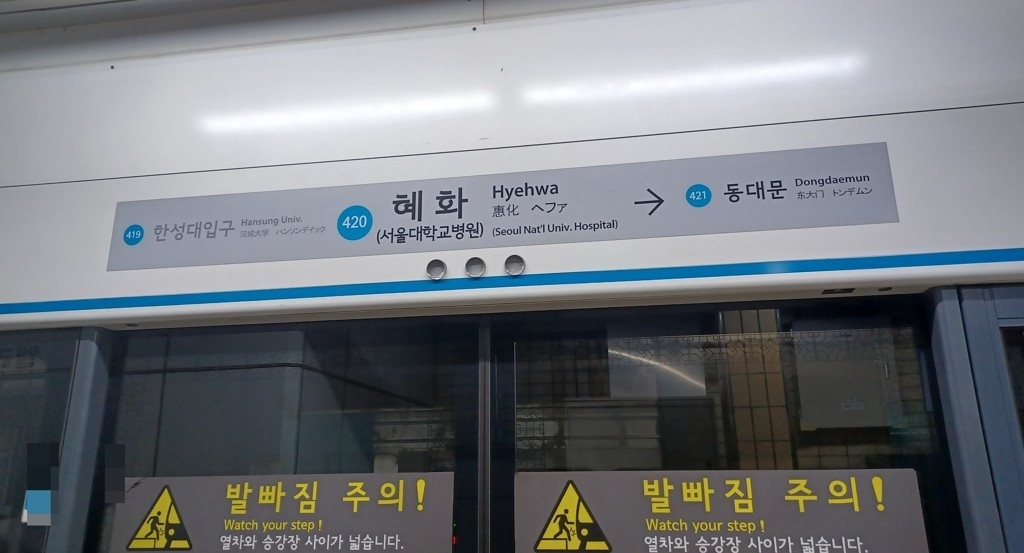 419 한성대입구 Hansung Univ.
汉城大学 ハンソンデイック
420 혜화 Hyehwa
惠化 ヘファ
(서울대학교병원) (Seoul Nat'l Univ. Hospital)
→ 421 동대문 Dongdaemun
东大门 トンデムン
발빠짐 주의!
Watch your step!
열차와 승강장 사이가 넓습니다.
발빠짐 주의!
Watch your step!
열차와 승강장 사이가 넓습니다.